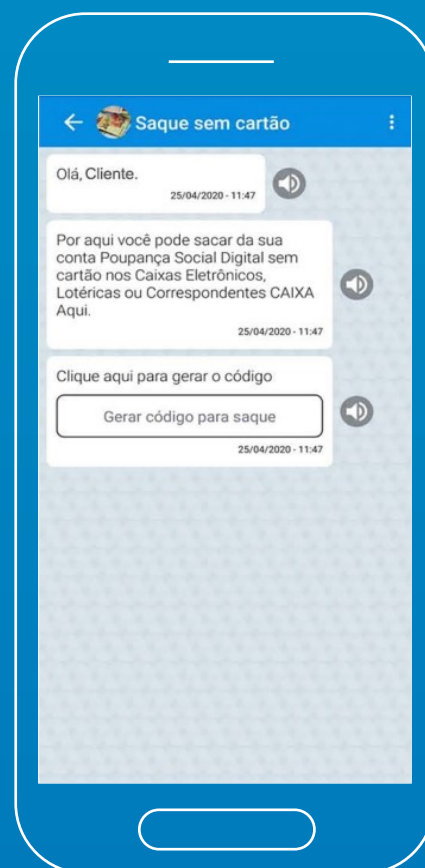 Saque sem cartão
Olá, Cliente.
25/04/2020 - 11:47
Por aqui você pode sacar da sua
conta Poupança Social Digital sem
cartão nos Caixas Eletrônicos,
Lotéricas ou Correspondentes CAIXA
Aqui.
25/04/2020 - 11:47
Clique aqui para gerar o código
Gerar código para saque
25/04/2020 - 11:47